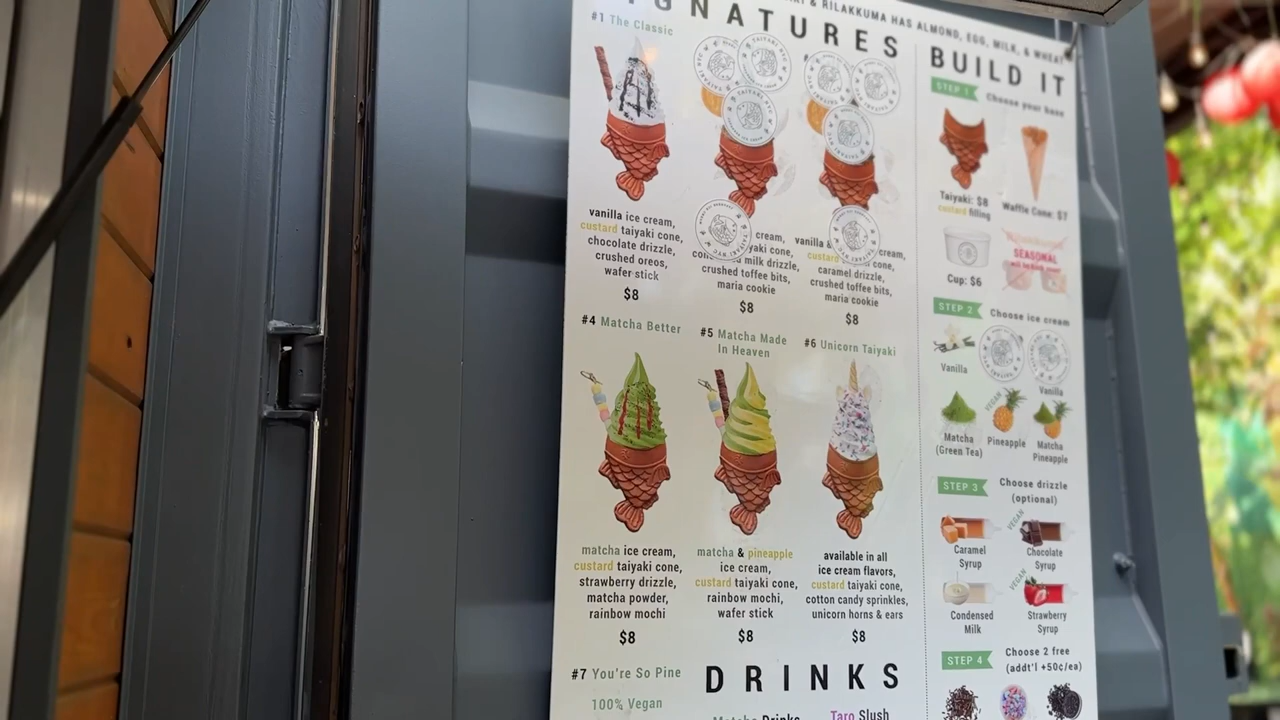 & RILAKKUMA HAS ALMOND, EGG, MILK, & WHEAT
GNATURES
#1 The Classic
vanilla ice cream,
custard taiyaki cone,
chocolate drizzle,
crushed oreos,
wafer stick
$8
cream,
milk drizzle,
crushed toffee bits,
maria cookie
$8
vanilla & cream,
custard cone,
caramel drizzle,
crushed toffee bits,
maria cookie
$8
#4 Matcha Better
matcha ice cream,
custard taiyaki cone,
strawberry drizzle,
matcha powder,
rainbow mochi
$8
#5 Matcha Made
In Heaven
matcha & pineapple
ice cream,
custard taiyaki cone,
rainbow mochi,
wafer stick
$8
#6 Unicorn Taiyaki
available in all
ice cream flavors,
custard taiyaki cone,
cotton candy sprinkles,
unicorn horns & ears
$8
#7 You're So Pine
100% Vegan
DRINKS
Matcha Drinks
Taro Slush
BUILD IT
STEP 1 Choose your base
Taiyaki: $8
custard filling
Waffle Cone: $7
Cup: $6
SEASONAL
STEP 2 Choose ice cream
Vanilla
Vanilla
Matcha
(Green Tea)
VEGAN
Pineapple
Matcha
Pineapple
STEP 3 Choose drizzle
(optional)
Caramel
Syrup
VEGAN
Chocolate
Syrup
Condensed
Milk
VEGAN
Strawberry
Syrup
STEP 4 Choose 2 free
(addt'l +50¢/ea)